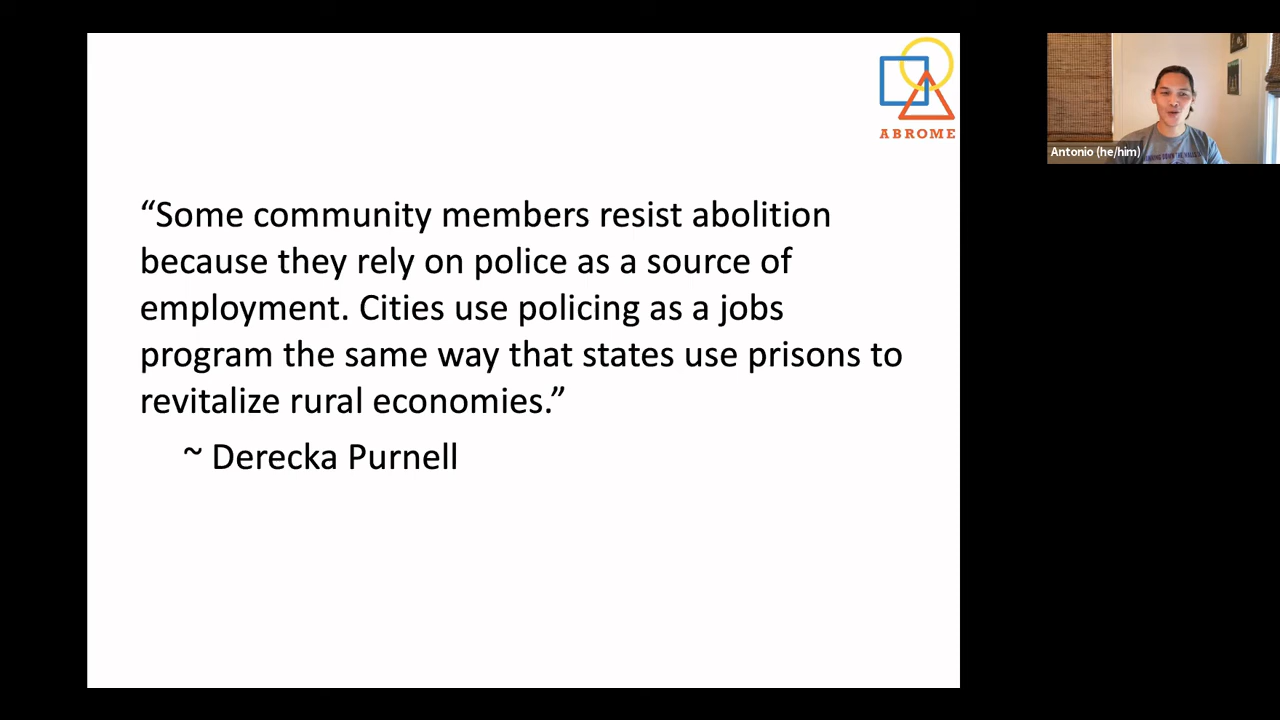 ABROME
“Some community members resist abolition
because they rely on police as a source of
employment. Cities use policing as a jobs
program the same way that states use prisons to
revitalize rural economies.”
~ Derecka Purnell
Antonio (he/him)